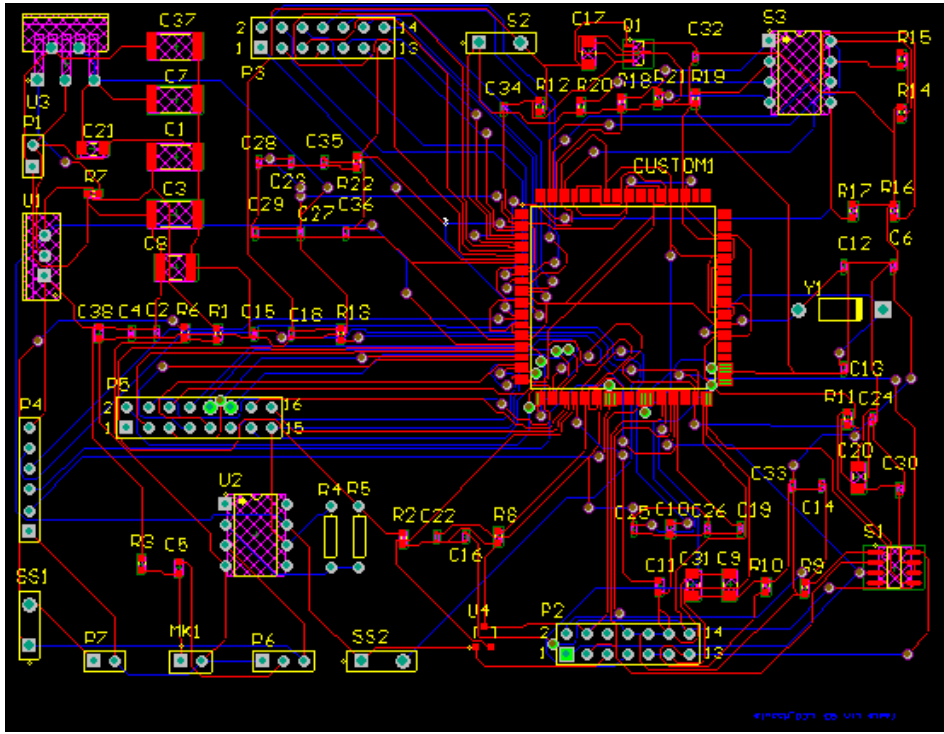 C37 P3 S2 C17 Q1 C32 S3 R15
2 14
1 13
U3 C7 C34 R12 R20 R18 R21 R19 R14
P1 C21 C1
C28 C35 CUSTOM1
R7 C3 C23 R22
U1 C29 C27 C36 R17 R16
C8 C12 C6
Y1
C38 C4 C2 R6 R1 C15 C18 R13
C13
P5 R11 C24
P4 2 16
1 15
C20
U2 R4 R5 C33 C30
R2 C22 R8 C25 C10 C26 C19 C14
C16 S1
R3 C5 C11 C31 C9 R10 R9
SS1 U4 P2
2 14
1 13
P7 MK1 P6 SS2